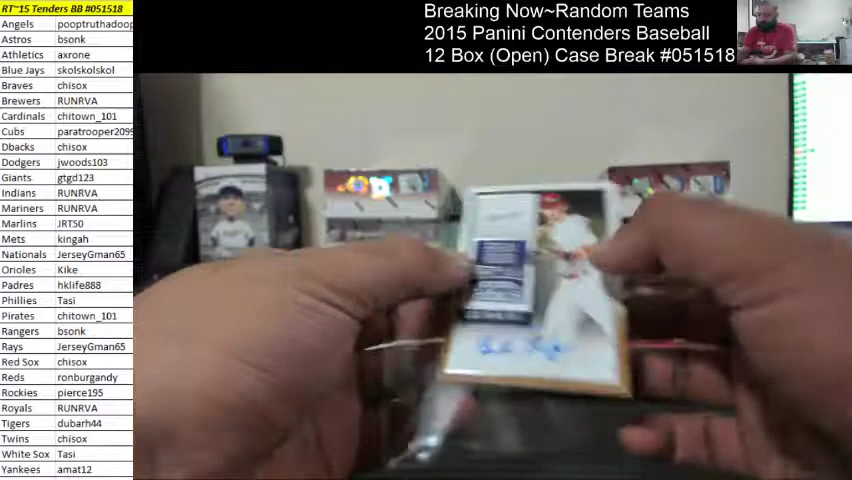 RT~15 Tenders BB #051518
Angels pooptruthadoop
Astros bsonk
Athletics axrone
Blue Jays skolskolskol
Braves chisox
Brewers RUNRVA
Cardinals chitown_101
Cubs paratrooper2099
Dbacks chisox
Dodgers jwoods103
Giants gtgd123
Indians RUNRVA
Mariners RUNRVA
Marlins JRT50
Mets kingah
Nationals JerseyGman65
Orioles Kike
Padres hklife888
Phillies Tasi
Pirates chitown_101
Rangers bsonk
Rays JerseyGman65
Red Sox chisox
Reds ronburgandy
Rockies pierce195
Royals RUNRVA
Tigers dubarh44
Twins chisox
White Sox Tasi
Yankees amat12
Breaking Now~Random Teams
2015 Panini Contenders Baseball
12 Box (Open) Case Break #051518